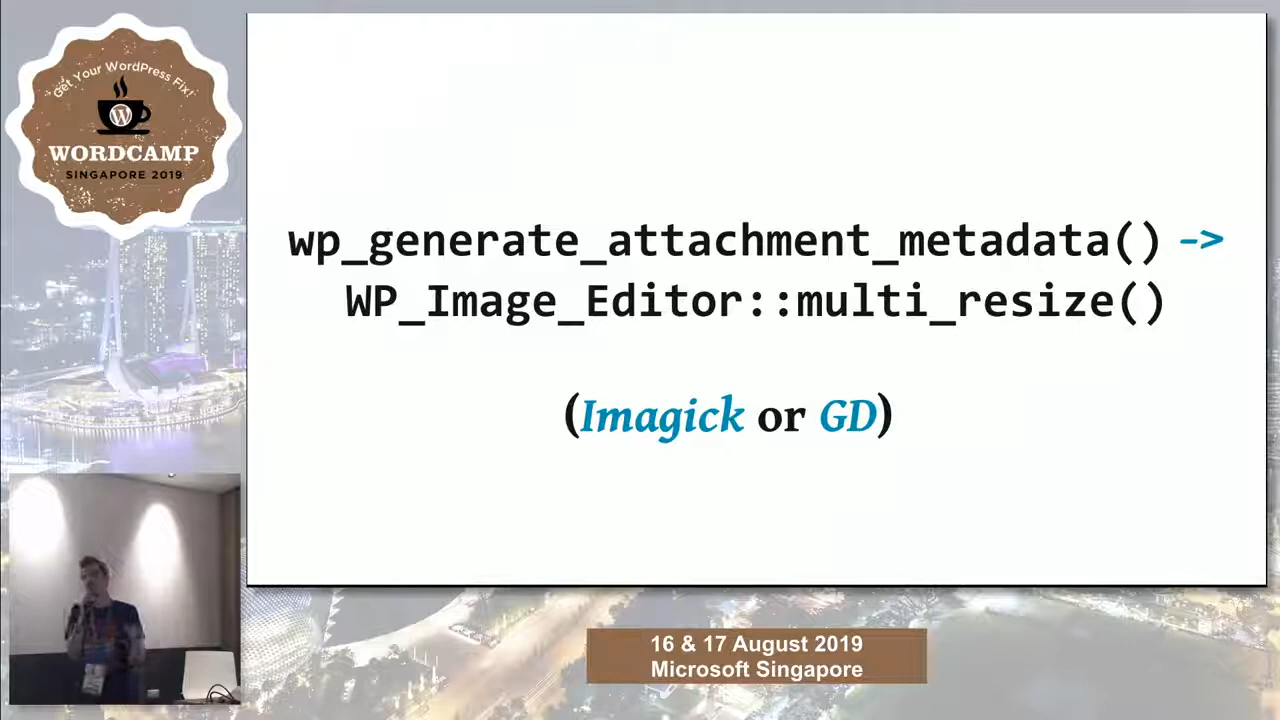 Get Your WordPress Fix!
WORDCAMP
SINGAPORE 2019
wp_generate_attachment_metadata() ->
WP_Image_Editor::multi_resize()
(Imagick or GD)
16 & 17 August 2019
Microsoft Singapore